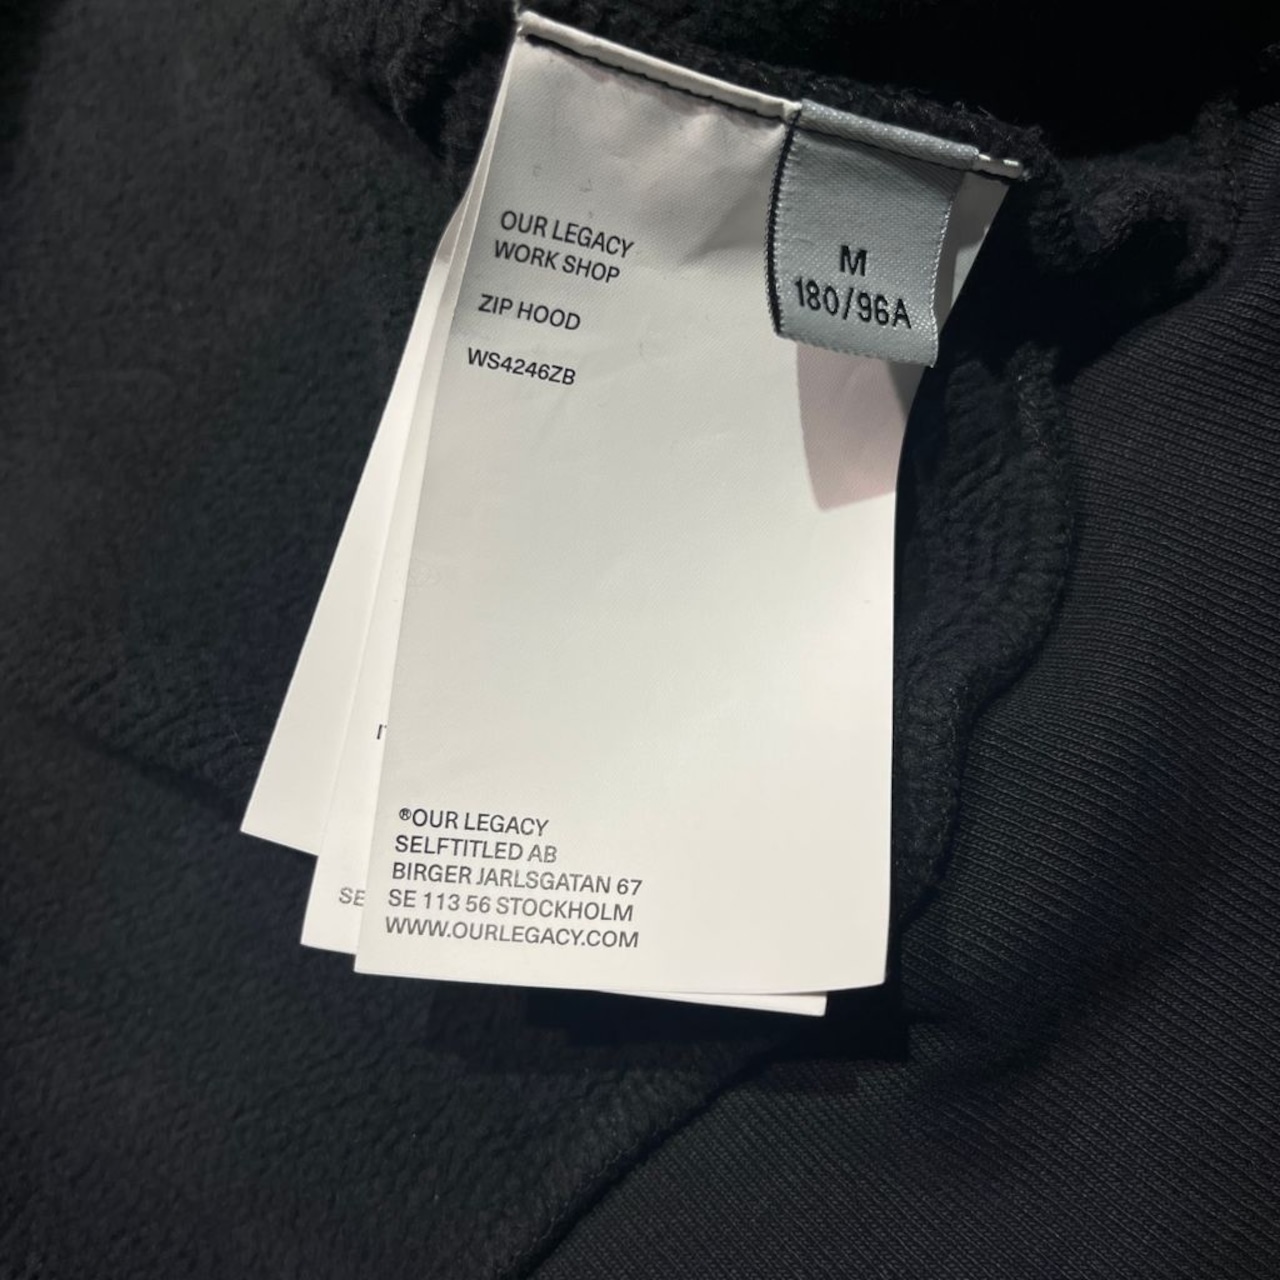 OUR LEGACY
WORK SHOP
ZIP HOOD
WS4246ZB
M
180/96A
®OUR LEGACY
SELFTITLED AB
BIRGER JARLSGATAN 67
SE 113 56 STOCKHOLM
WWW.OURLEGACY.COM
SE